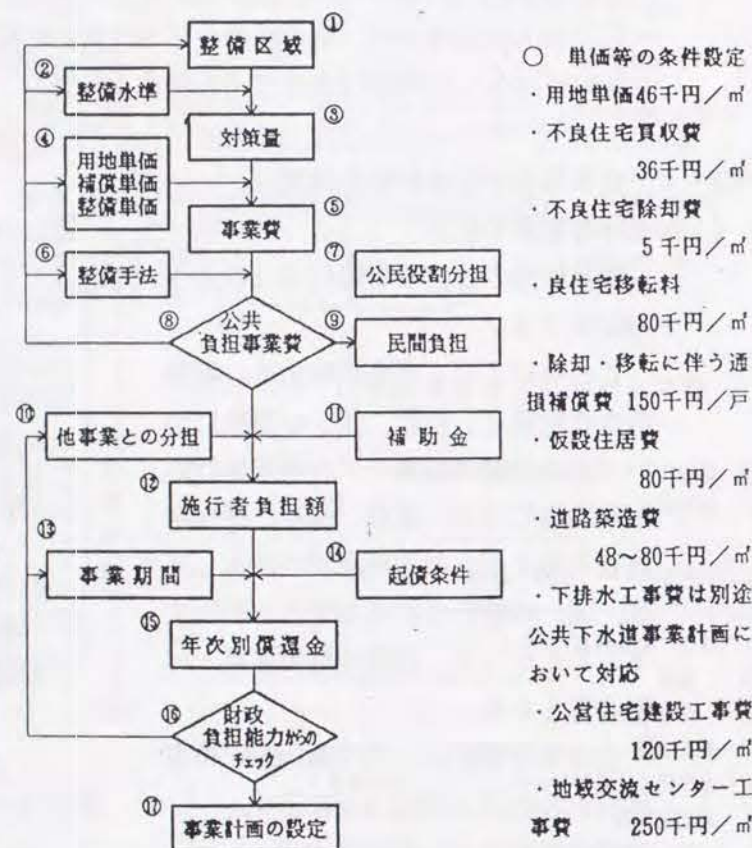 ①
整備区域
②
整備水準
③
対策量
④
用地単価
補償単価
整備単価
⑤
事業費
⑥
整備手法
⑦
公民役割分担
⑧
公共
負担事業費
⑨
民間負担
⑩
他事業との分担
⑪
補助金
⑫
施行者負担額
⑬
事業期間
⑭
起債条件
⑮
年次別償還金
⑯
財政
負担能力からの
チェック
⑰
事業計画の設定
○ 単価等の条件設定
・用地単価46千円/㎡
・不良住宅買収費
36千円/㎡
・不良住宅除却費
5千円/㎡
・良住宅移転料
80千円/㎡
・除却・移転に伴う通
損補償費 150千円/戸
・仮設住居費
80千円/㎡
・道路築造費
48～80千円/㎡
・下排水工事費は別途
公共下水道事業計画に
おいて対応
・公営住宅建設工事費
120千円/㎡
・地域交流センター工
事費 250千円/㎡